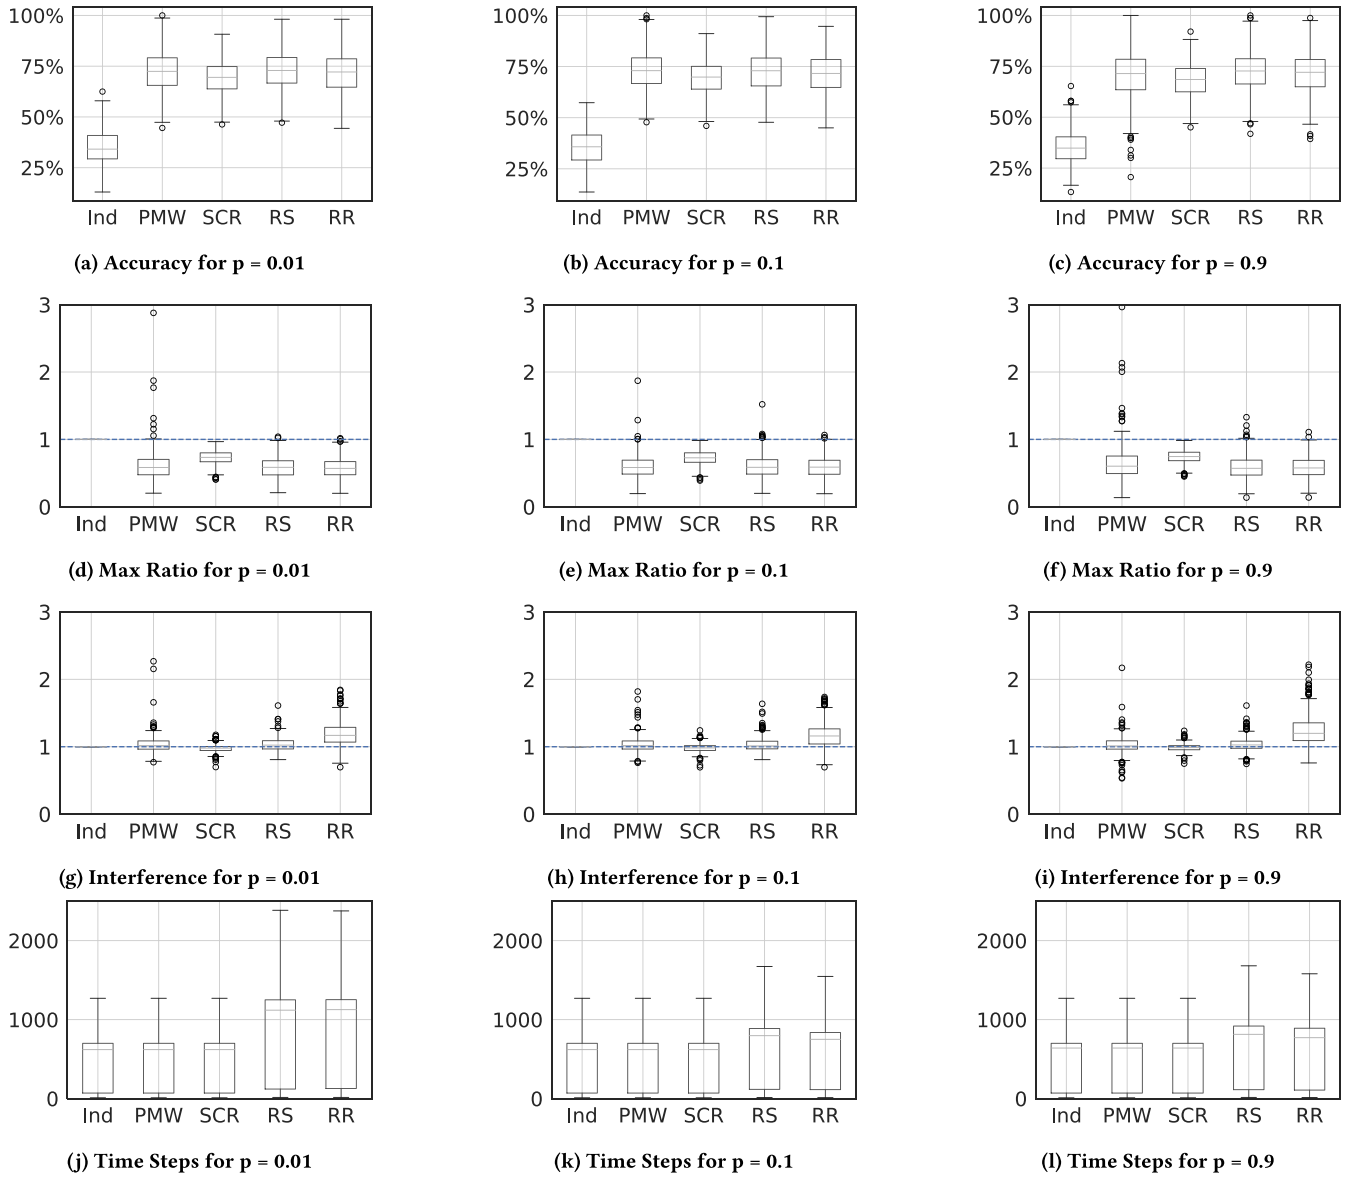 100%
75%
50%
25%
Ind PMW SCR RS RR
(a) Accuracy for p = 0.01
100%
75%
50%
25%
Ind PMW SCR RS RR
(b) Accuracy for p = 0.1
100%
75%
50%
25%
Ind PMW SCR RS RR
(c) Accuracy for p = 0.9
3
2
1
0
Ind PMW SCR RS RR
(d) Max Ratio for p = 0.01
3
2
1
0
Ind PMW SCR RS RR
(e) Max Ratio for p = 0.1
3
2
1
0
Ind PMW SCR RS RR
(f) Max Ratio for p = 0.9
3
2
1
0
Ind PMW SCR RS RR
(g) Interference for p = 0.01
3
2
1
0
Ind PMW SCR RS RR
(h) Interference for p = 0.1
3
2
1
0
Ind PMW SCR RS RR
(i) Interference for p = 0.9
2000
1000
0
Ind PMW SCR RS RR
(j) Time Steps for p = 0.01
2000
1000
0
Ind PMW SCR RS RR
(k) Time Steps for p = 0.1
2000
1000
0
Ind PMW SCR RS RR
(l) Time Steps for p = 0.9